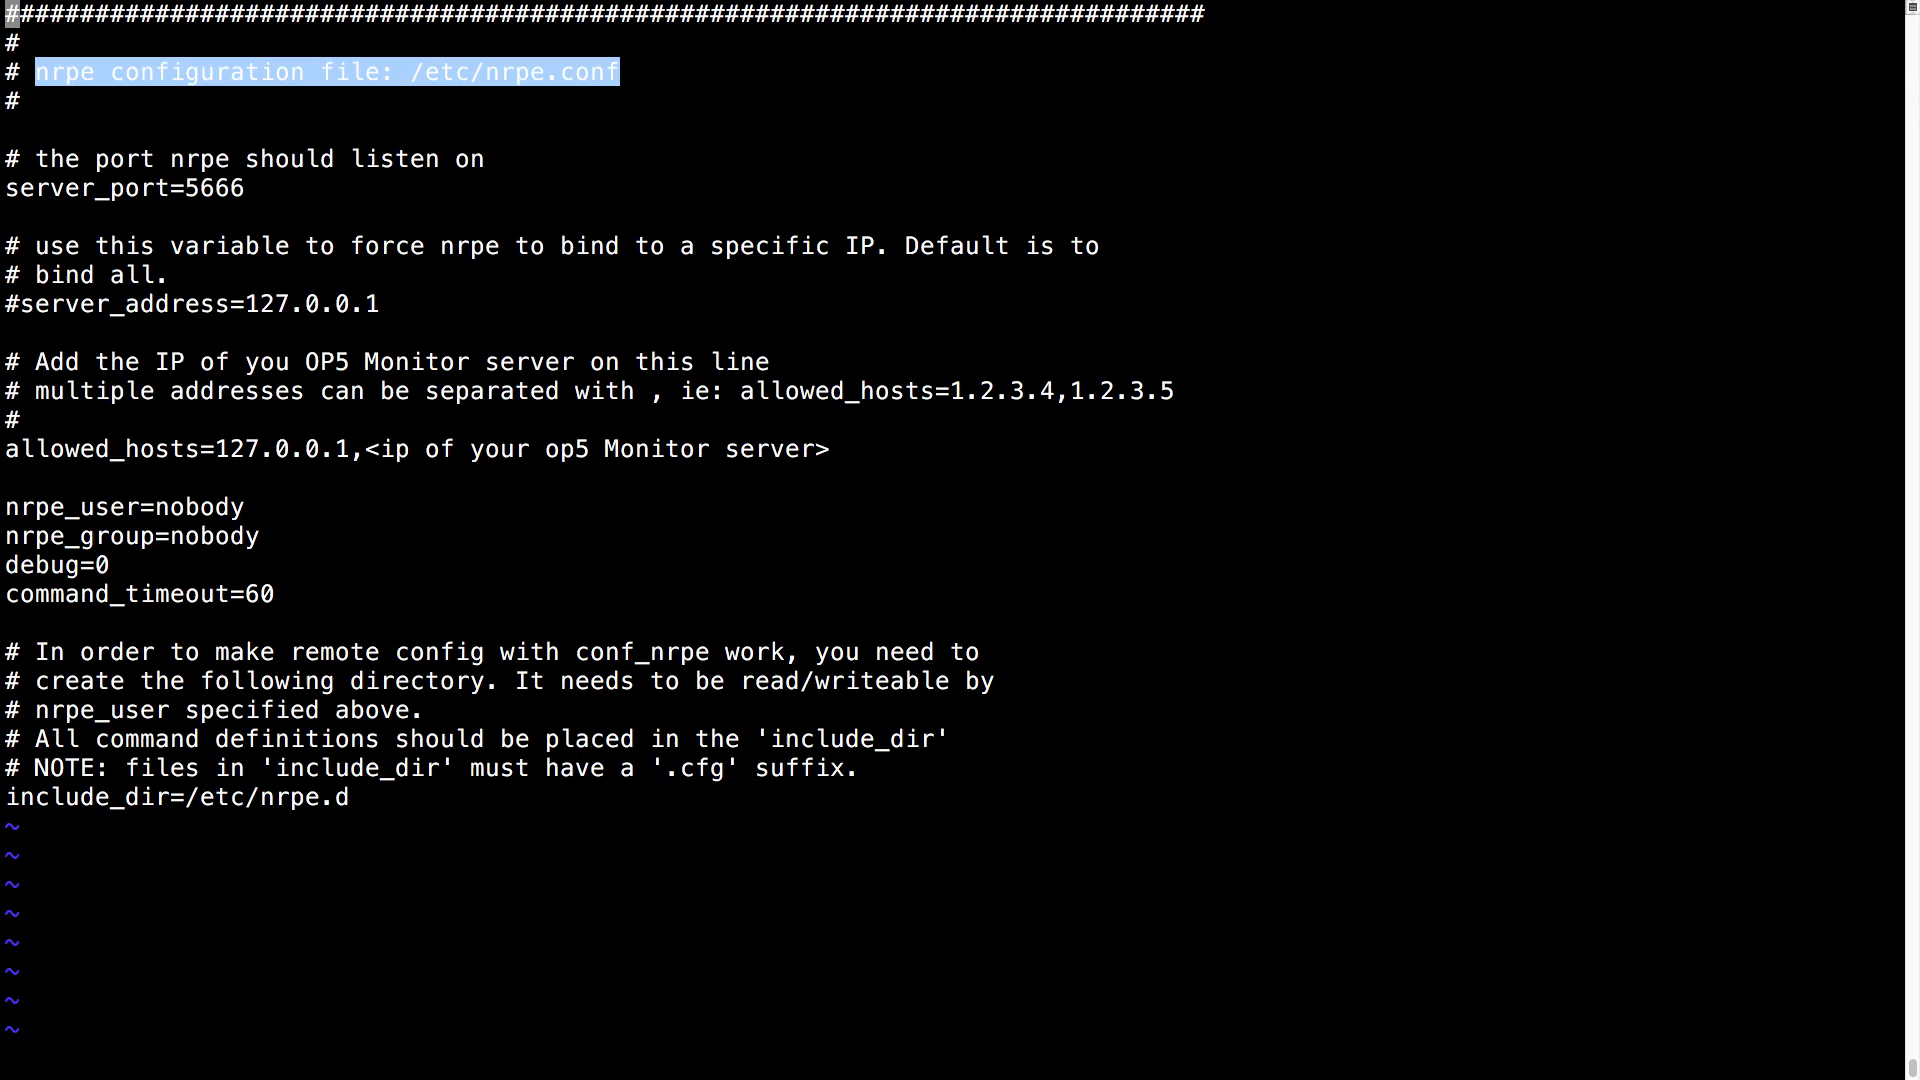 ################################################################################
#
# nrpe configuration file: /etc/nrpe.conf
#
# the port nrpe should listen on
server_port=5666
# use this variable to force nrpe to bind to a specific IP. Default is to
# bind all.
#server_address=127.0.0.1
# Add the IP of you OP5 Monitor server on this line
# multiple addresses can be separated with , ie: allowed_hosts=1.2.3.4,1.2.3.5
#
allowed_hosts=127.0.0.1,<ip of your op5 Monitor server>
nrpe_user=nobody
nrpe_group=nobody
debug=0
command_timeout=60
# In order to make remote config with conf_nrpe work, you need to
# create the following directory. It needs to be read/writeable by
# nrpe_user specified above.
# All command definitions should be placed in the 'include_dir'
# NOTE: files in 'include_dir' must have a '.cfg' suffix.
include_dir=/etc/nrpe.d
~
~
~
~
~
~
~
~